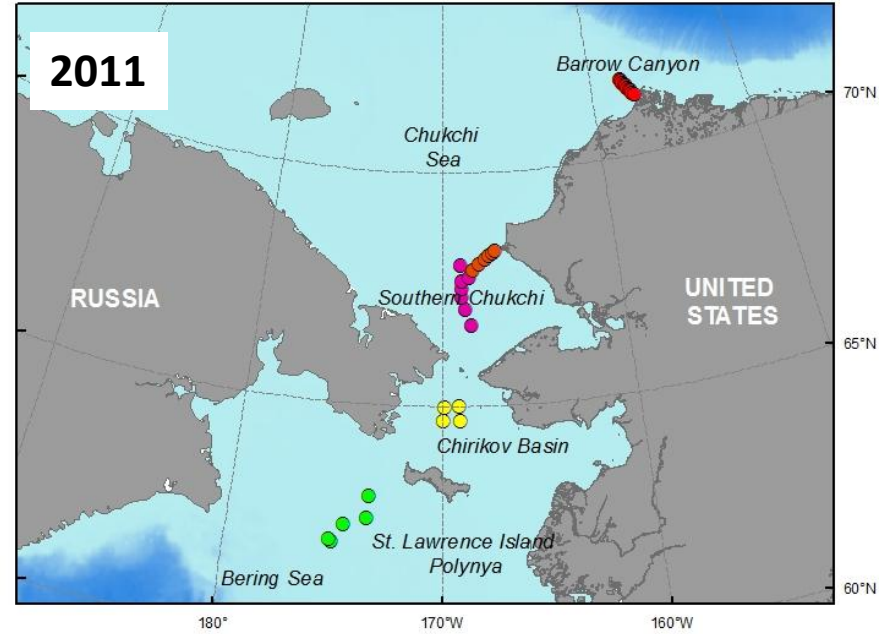 2011
Barrow Canyon
70°N
Chukchi
Sea
RUSSIA
Southern Chukchi
UNITED
STATES
65°N
Chirikov Basin
St. Lawrence Island
Polynya
Bering Sea
60°N
180°
170°W
160°W